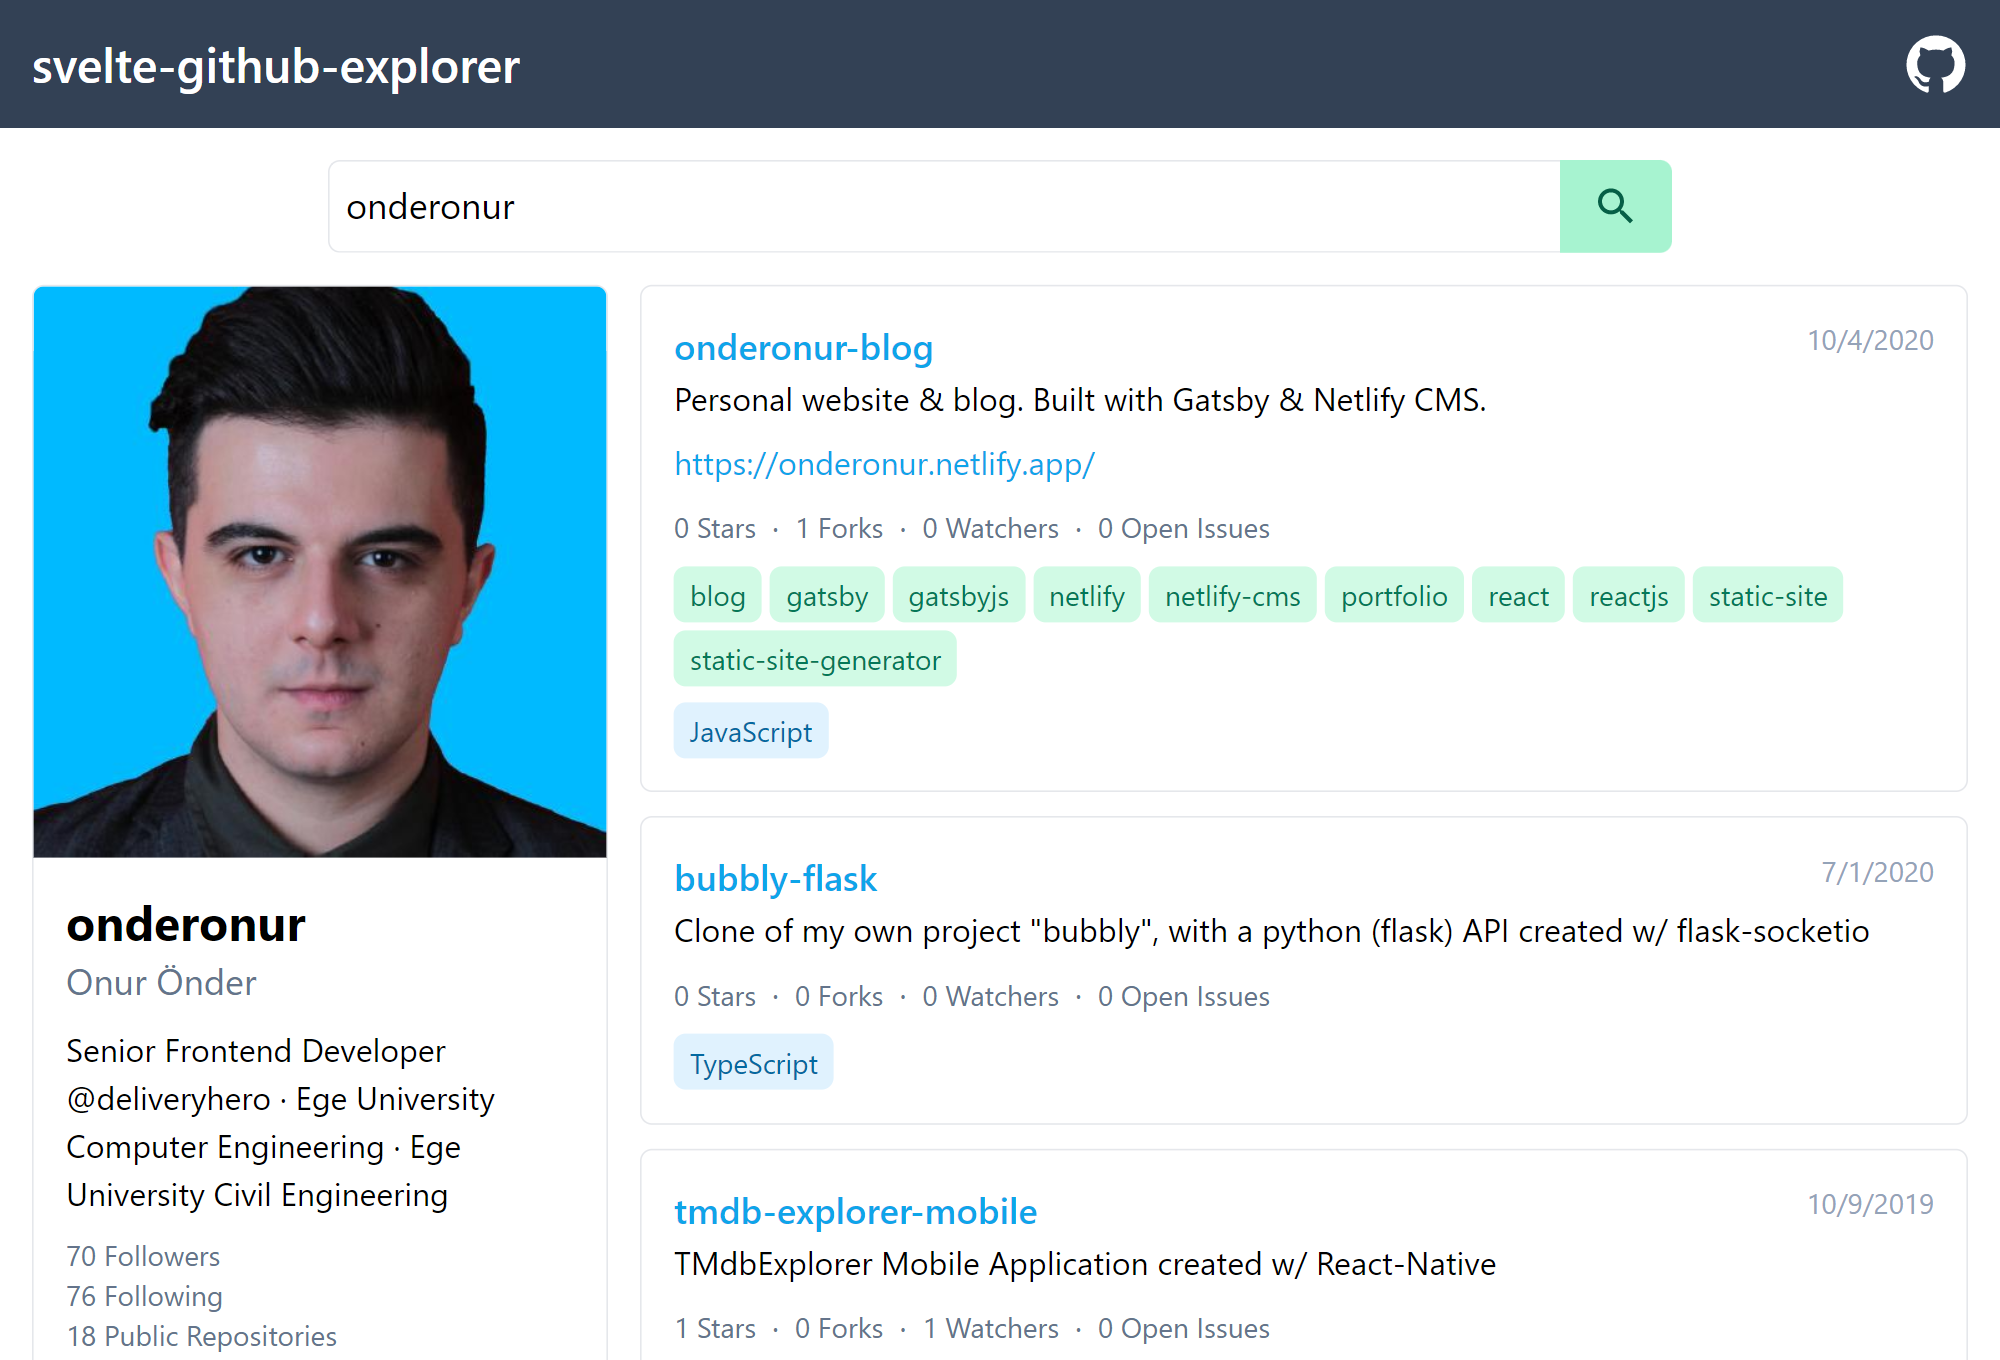 svelte-github-explorer
onderonur
onderonur
Onur Önder
Senior Frontend Developer
@deliveryhero · Ege University
Computer Engineering · Ege
University Civil Engineering
70 Followers
76 Following
18 Public Repositories
onderonur-blog
10/4/2020
Personal website & blog. Built with Gatsby & Netlify CMS.
https://onderonur.netlify.app/
0 Stars · 1 Forks · 0 Watchers · 0 Open Issues
blog gatsby gatsbyjs netlify netlify-cms portfolio react reactjs static-site
static-site-generator
JavaScript
bubbly-flask
7/1/2020
Clone of my own project "bubbly", with a python (flask) API created w/ flask-socketio
0 Stars · 0 Forks · 0 Watchers · 0 Open Issues
TypeScript
tmdb-explorer-mobile
10/9/2019
TMdbExplorer Mobile Application created w/ React-Native
1 Stars · 0 Forks · 1 Watchers · 0 Open Issues